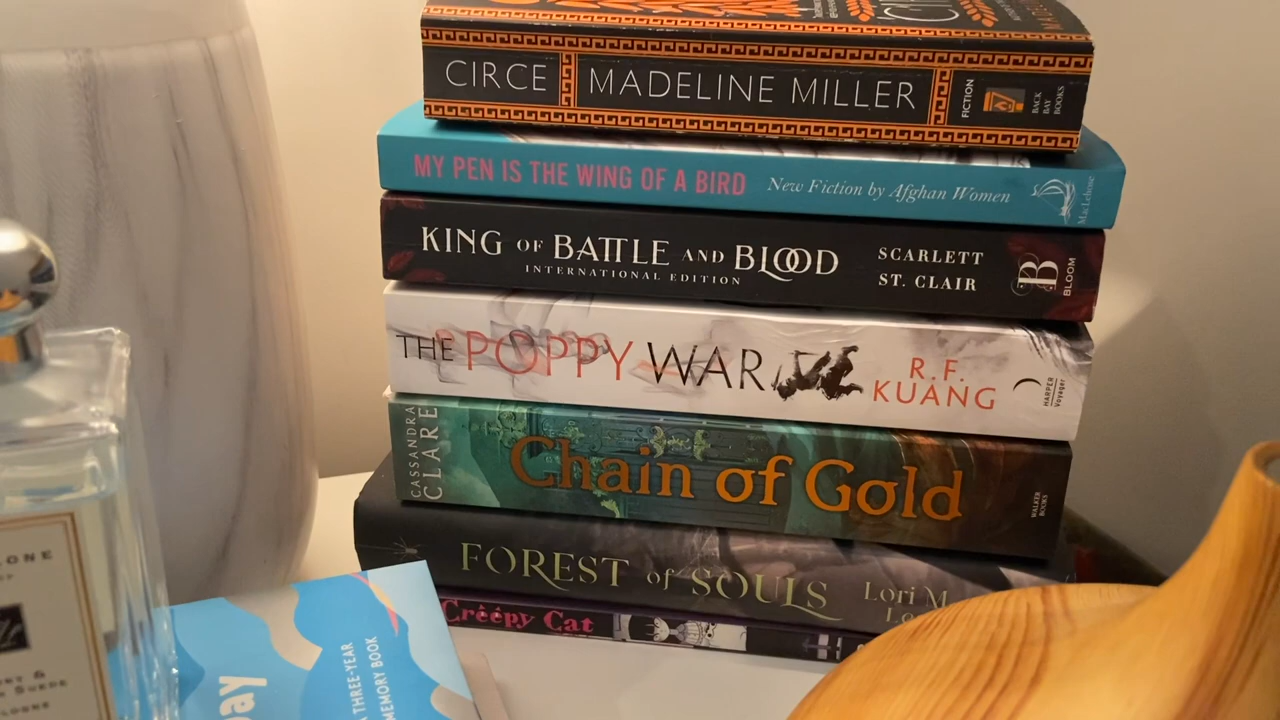 CIRCE
MADELINE MILLER
FICTION
BACK
BAY
BOOKS
MY PEN IS THE WING OF A BIRD
New Fiction by Afghan Women
MacLehose
KING OF BATTLE AND BLOOD
INTERNATIONAL EDITION
SCARLETT
ST. CLAIR
B
BLOOM
THE POPPY WAR
R.F.
KUANG
HARPER
Voyager
CASSANDRA
CLARE
Chain of Gold
WALKER
BOOKS
FOREST of SOULS
Lori M.
Creepy Cat
THREE-YEAR
MEMORY BOOK